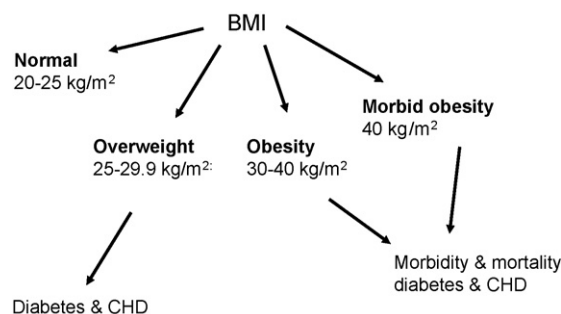 BMI
Normal
20-25 kg/m²
Morbid obesity
40 kg/m²
Overweight
25-29.9 kg/m²:
Obesity
30-40 kg/m²
Morbidity & mortality
diabetes & CHD
Diabetes & CHD